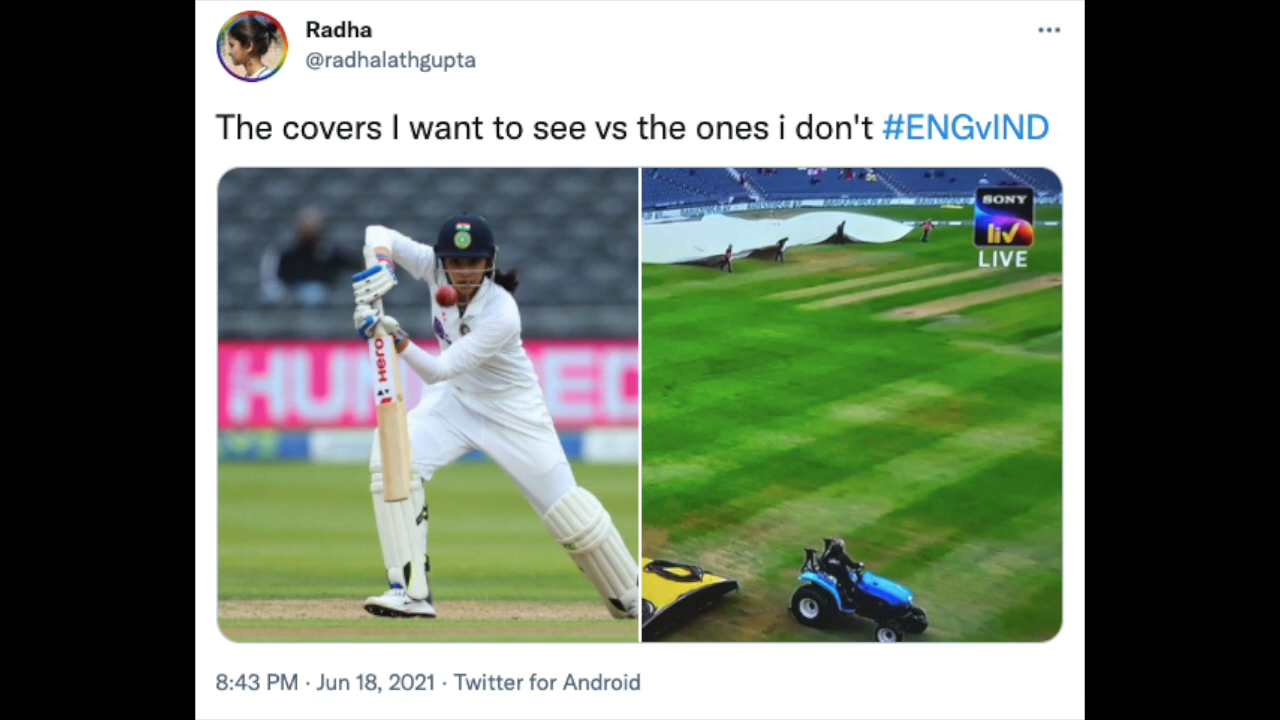 Radha
@radhalathgupta
The covers I want to see vs the ones i don't #ENGvIND
SONY
liv
LIVE
Hero
HUN
ED
8:43 PM · Jun 18, 2021 · Twitter for Android